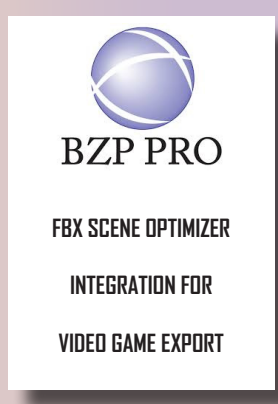 BZP PRO
FBX SCENE OPTIMIZER
INTEGRATION FOR
VIDEO GAME EXPORT